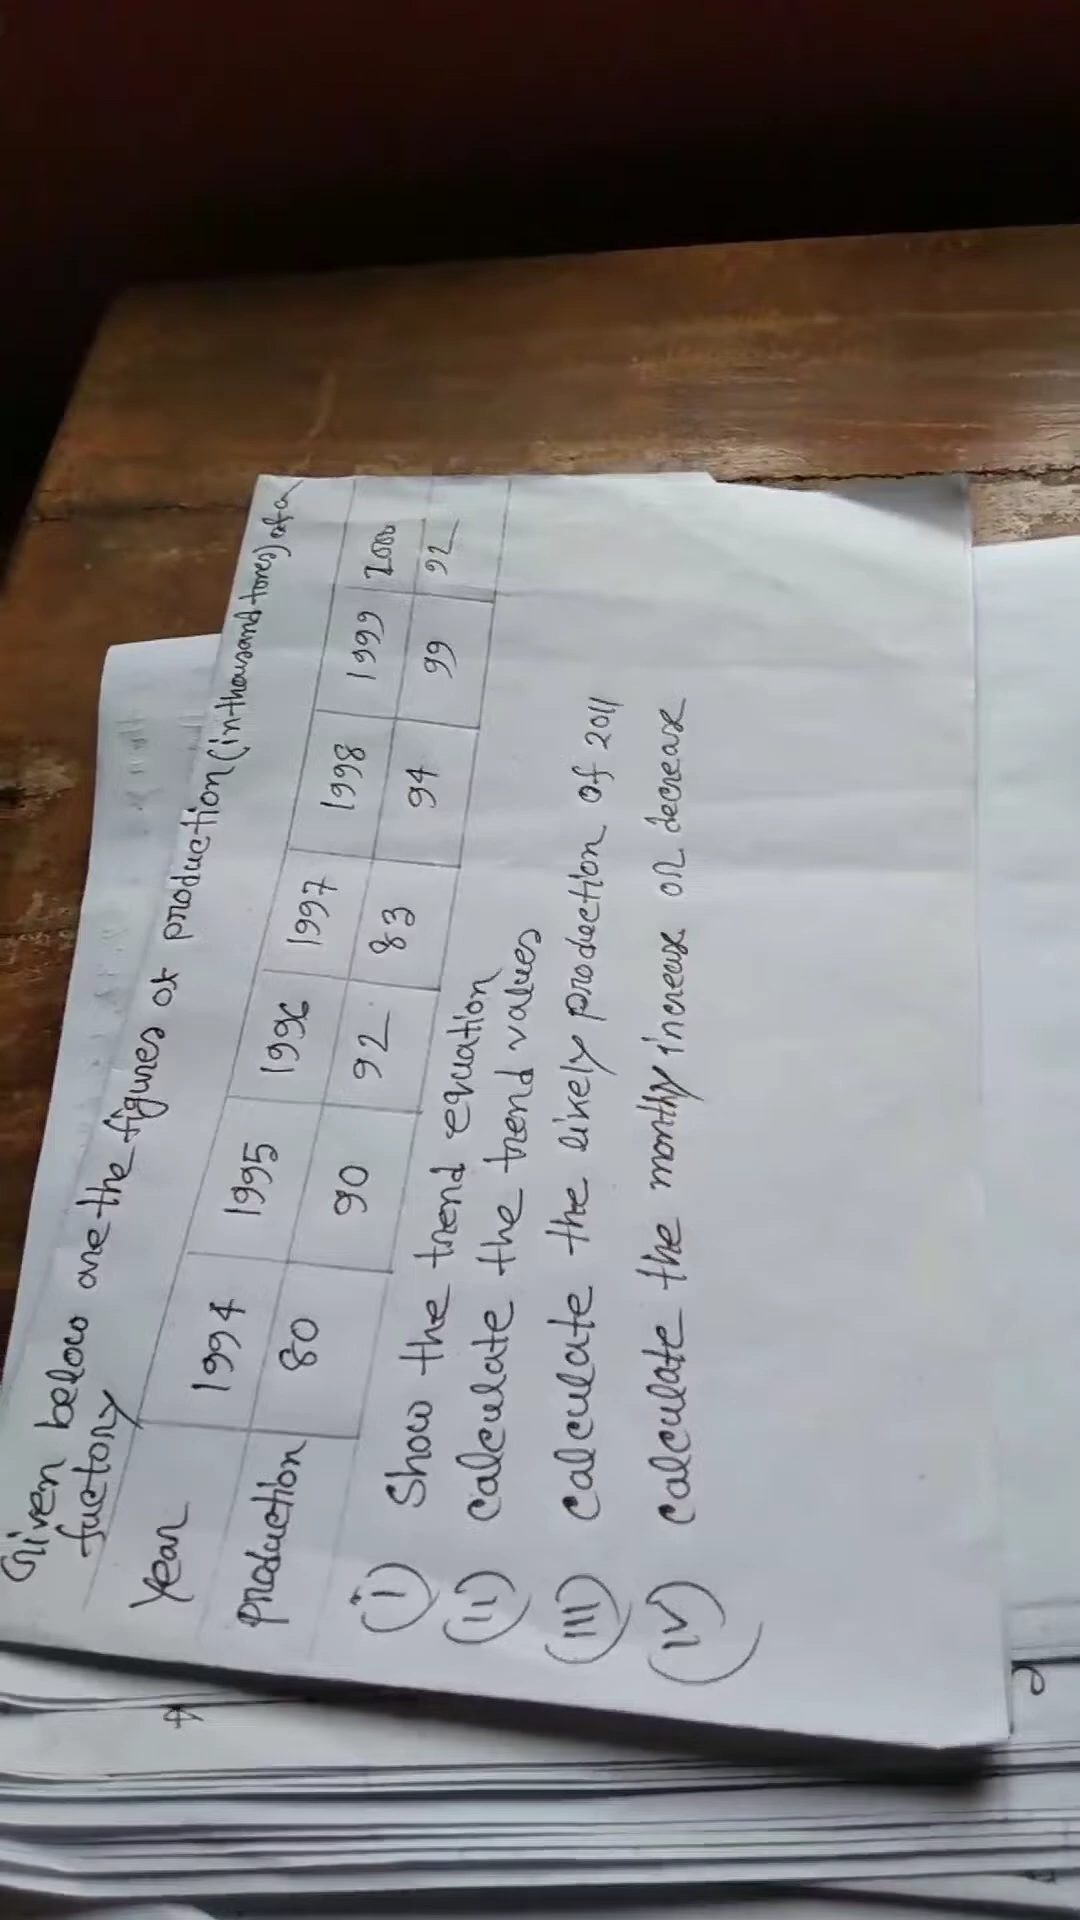 Given below are the figures of production (in thousand tones) of a
factory
Year 1994 1995 1996 1997 1998 1999 2000
production 80 90 92 83 94 99 92
(i) Show the trend equation
(ii) calculate the trend values
(iii) calculate the likely production of 2011
(iv) calculate the monthly increase or decrease